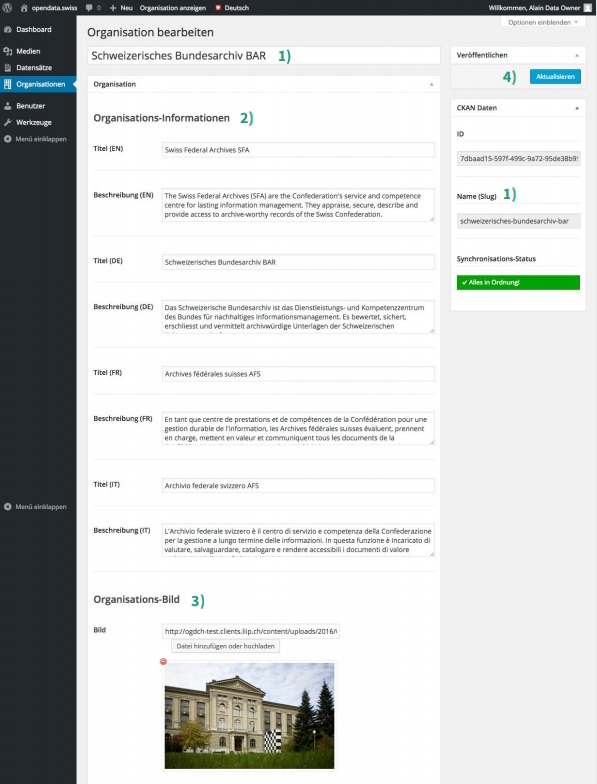 opendata.swiss 0 + Neu Organisation anzeigen Deutsch Willkommen, Alain Data Owner
Optionen einblenden
Dashboard
Medien
Datensätze
Organisationen
Benutzer
Werkzeuge
Menü einklappen
Organisation bearbeiten
Schweizerisches Bundesarchiv BAR 1)
Organisation
Organisations-Informationen 2)
Titel (EN) Swiss Federal Archives SFA
Beschreibung (EN) The Swiss Federal Archives (SFA) are the Confederation's service and competence
centre for lasting information management. They appraise, secure, describe and
provide access to archive-worthy records of the Swiss Confederation.
Titel (DE) Schweizerisches Bundesarchiv BAR
Beschreibung (DE) Das Schweizerische Bundesarchiv ist das Dienstleistungs- und Kompetenzzentrum
des Bundes für nachhaltiges Informationsmanagement. Es bewertet, sichert,
erschliesst und vermittelt archivwürdige Unterlagen der Schweizerischen
Titel (FR) Archives fédérales suisses AFS
Beschreibung (FR) En tant que centre de prestations et de compétences de la Confédération pour une
gestion durable de l'information, les Archives fédérales suisses évaluent, prennent
en charge, mettent en valeur et communiquent tous les documents de la
Titel (IT) Archivio federale svizzero AFS
Menü einklappen
Beschreibung (IT) L'Archivio federale svizzero è il centro di servizio e competenza della Confederazione
per la gestione a lungo termine delle informazioni. In questa funzione è incaricato di
valutare, salvaguardare, catalogare e rendere accessibili i documenti di valore
Organisations-Bild 3)
Bild http://ogdch-test.clients.liip.ch/content/uploads/2016/
Datei hinzufügen oder hochladen
Veröffentlichen
4) Aktualisieren
CKAN Daten
ID
7dbaad15-597f-499c-9a72-95de38b9
Name (Slug) 1)
schweizerisches-bundesarchiv-bar
Synchronisations-Status
✓ Alles in Ordnung!